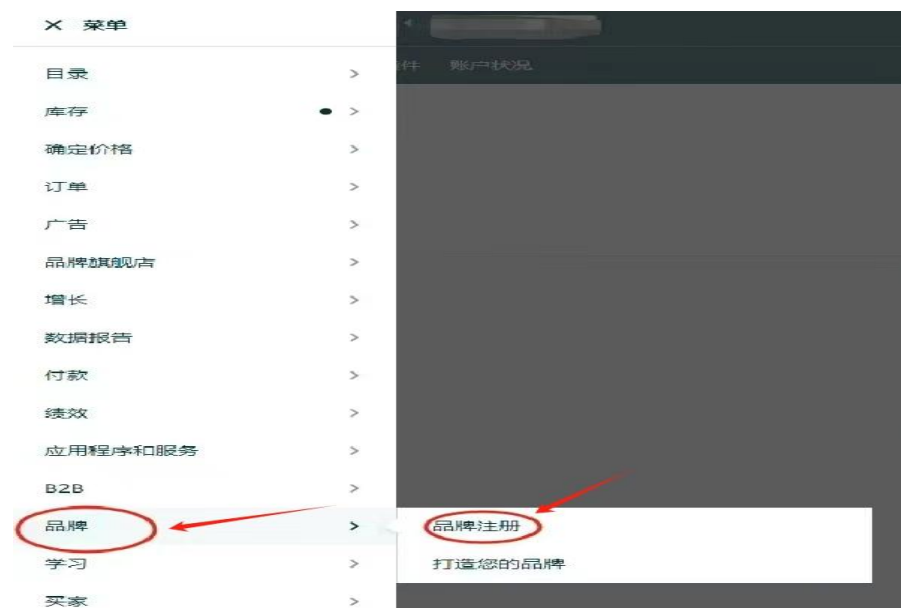 菜单
目录
库存
确定价格
订单
广告
品牌旗舰店
增长
数据报告
付款
绩效
应用程序和服务
B2B
品牌
学习
买家
件 账户状况
品牌注册
打造您的品牌